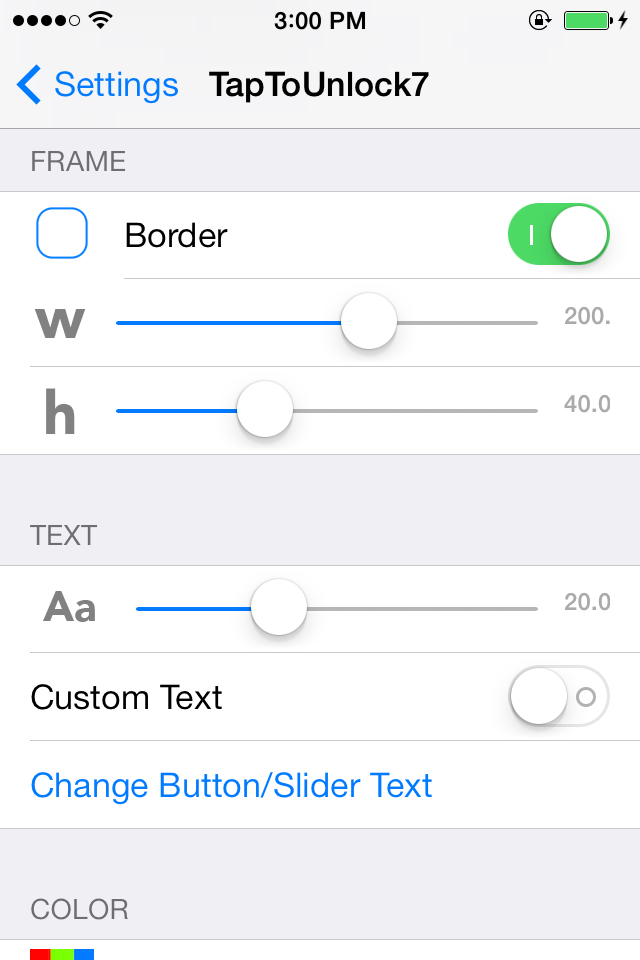 3:00 PM
Settings
TapToUnlock7
FRAME
Border
w
200.
h
40.0
TEXT
Aa
20.0
Custom Text
Change Button/Slider Text
COLOR